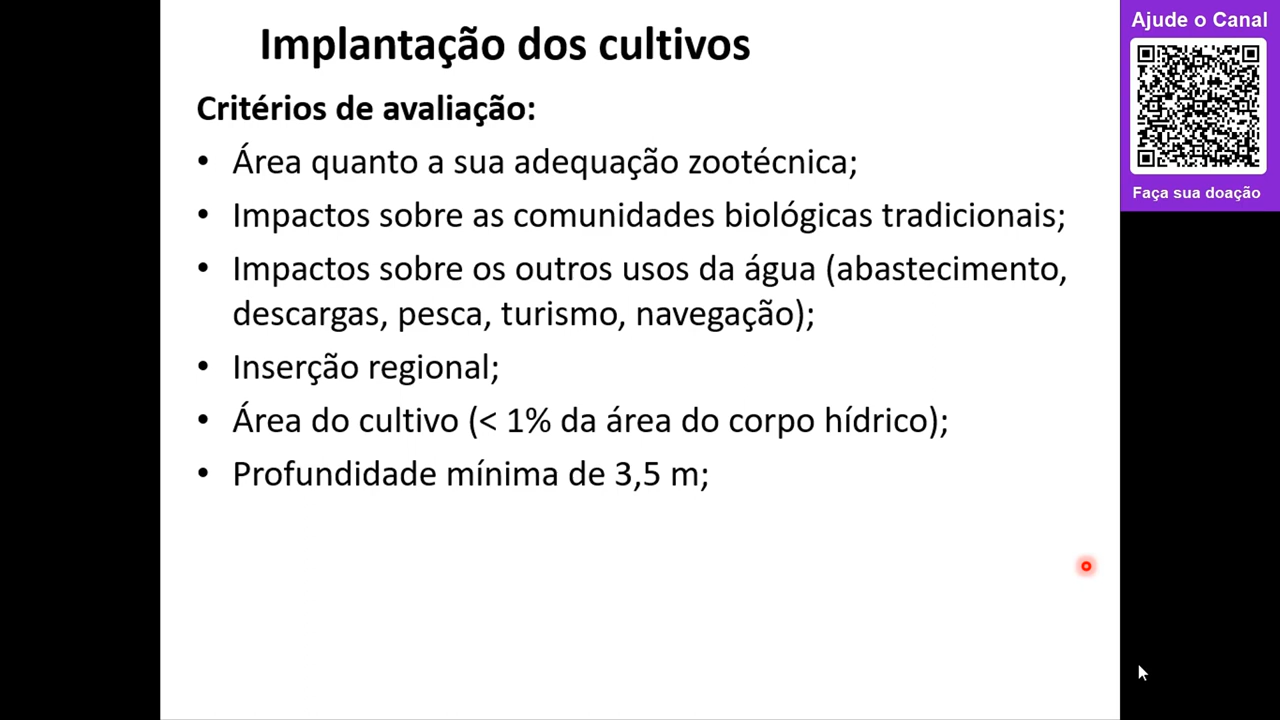 Implantação dos cultivos
Critérios de avaliação:
• Área quanto a sua adequação zootécnica;
• Impactos sobre as comunidades biológicas tradicionais;
• Impactos sobre os outros usos da água (abastecimento,
descargas, pesca, turismo, navegação);
• Inserção regional;
• Área do cultivo (< 1% da área do corpo hídrico);
• Profundidade mínima de 3,5 m;
Ajude o Canal
Faça sua doação